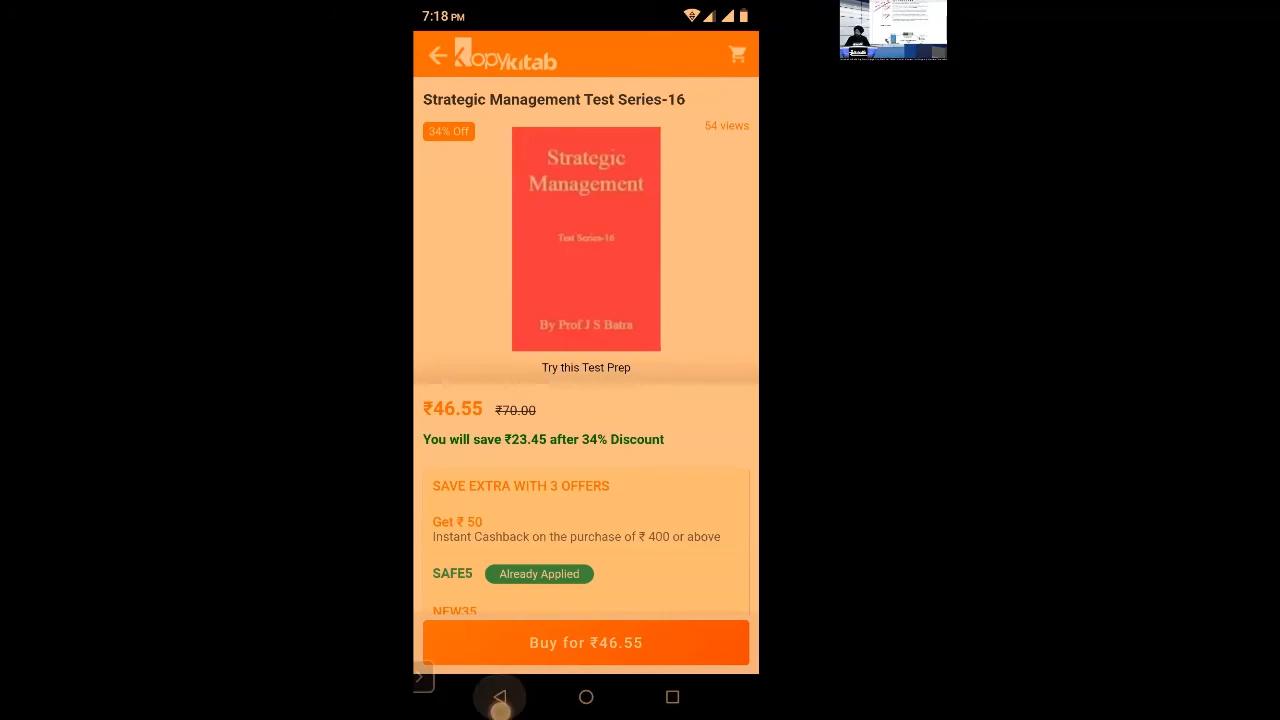 7:18 PM
kopykitab
Strategic Management Test Series-16
34% Off
54 views
Strategic
Management
Test Series-16
By Prof J S Batra
Try this Test Prep
₹46.55 ₹70.00
You will save ₹23.45 after 34% Discount
SAVE EXTRA WITH 3 OFFERS
Get ₹ 50
Instant Cashback on the purchase of ₹ 400 or above
SAFE5 Already Applied
NEW35
Buy for ₹46.55